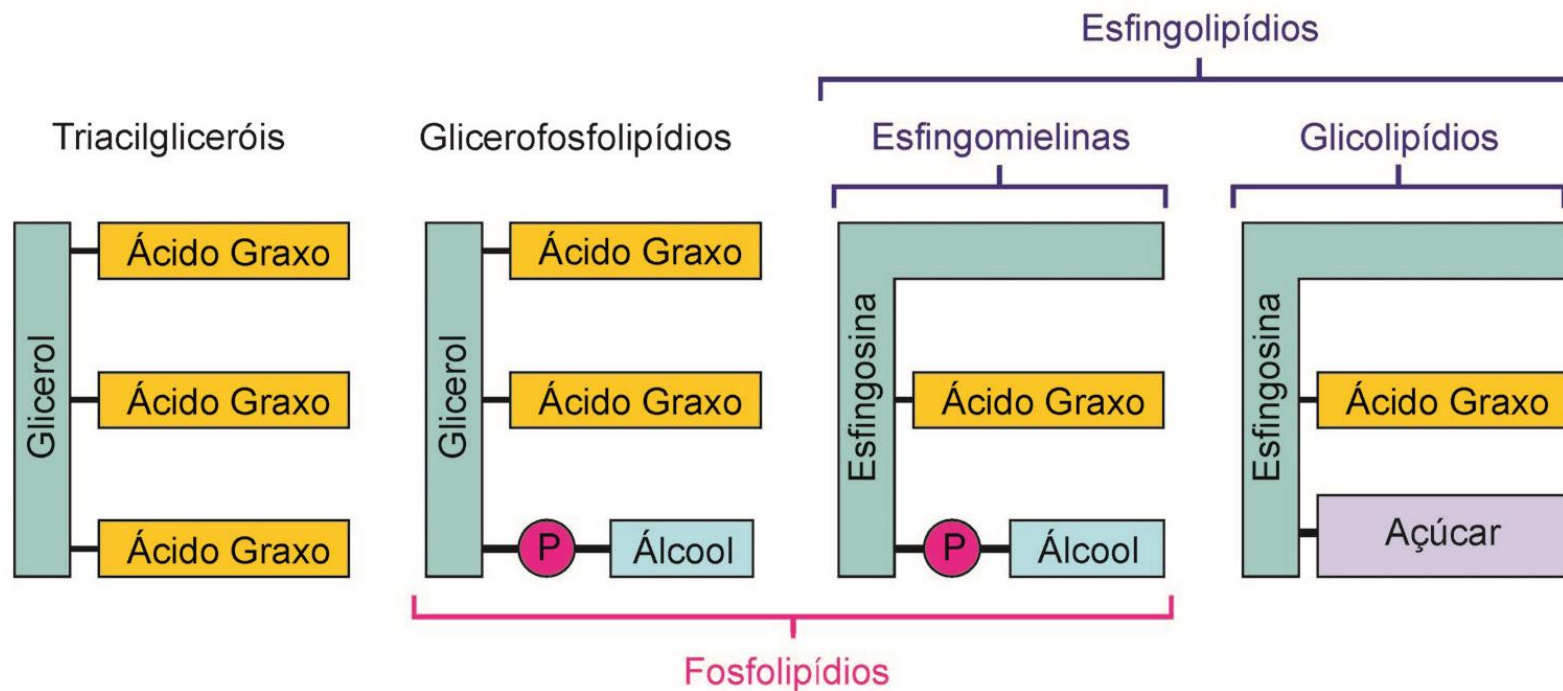 Esfingolipídios
Triacilgliceróis
Glicerofosfolipídios
Esfingomielinas
Glicolipídios
Glicerol
Ácido Graxo
Ácido Graxo
Ácido Graxo
Glicerol
Ácido Graxo
Ácido Graxo
P
Álcool
Esfingosina
Ácido Graxo
P
Álcool
Esfingosina
Ácido Graxo
Açúcar
Fosfolipídios